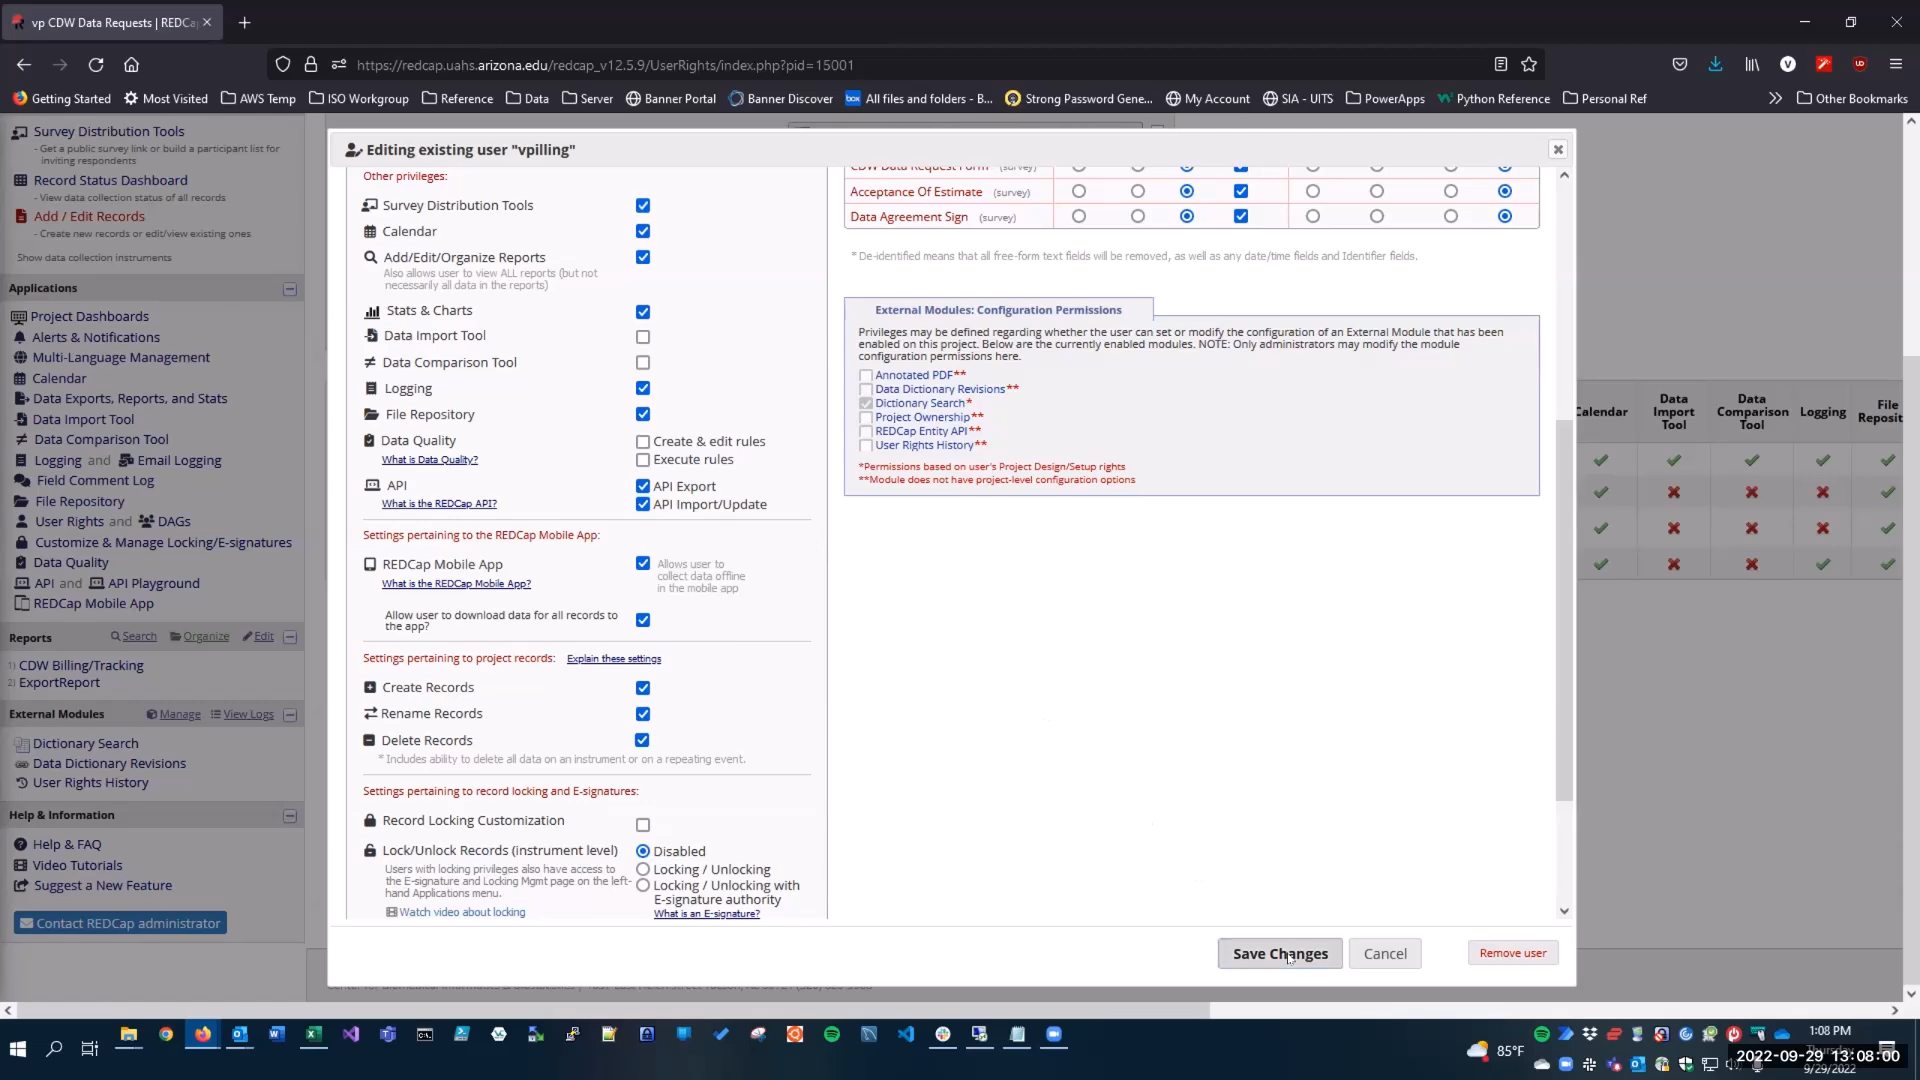 vp CDW Data Requests | REDCa
https://redcap.uahs.arizona.edu/redcap_v12.5.9/UserRights/index.php?pid=15001
Getting Started
Most Visited
AWS Temp
ISO Workgroup
Reference
Data
Server
Banner Portal
Banner Discover
box All files and folders - B...
Strong Password Gene...
My Account
SIA - UITS
PowerApps
Python Reference
Personal Ref
Other Bookmarks
Survey Distribution Tools
- Get a public survey link or build a participant list for
inviting respondents
Record Status Dashboard
- View data collection status of all records
Add / Edit Records
- Create new records or edit/view existing ones
Show data collection instruments
Applications
Project Dashboards
Alerts & Notifications
Multi-Language Management
Calendar
Data Exports, Reports, and Stats
Data Import Tool
Data Comparison Tool
Logging and Email Logging
Field Comment Log
File Repository
User Rights and DAGs
Customize & Manage Locking/E-signatures
Data Quality
API and API Playground
REDCap Mobile App
Reports Search Organize Edit
1) CDW Billing/Tracking
2) ExportReport
External Modules Manage View Logs
Dictionary Search
Data Dictionary Revisions
User Rights History
Help & Information
Help & FAQ
Video Tutorials
Suggest a New Feature
Contact REDCap administrator
Editing existing user "vpilling"
Other privileges:
Survey Distribution Tools
Calendar
Add/Edit/Organize Reports
Also allows user to view ALL reports (but not
necessarily all data in the reports)
Stats & Charts
Data Import Tool
Data Comparison Tool
Logging
File Repository
Data Quality
Create & edit rules
What is Data Quality?
Execute rules
API
API Export
What is the REDCap API?
API Import/Update
Settings pertaining to the REDCap Mobile App:
REDCap Mobile App
What is the REDCap Mobile App?
Allows user to
collect data offline
in the mobile app
Allow user to download data for all records to
the app?
Settings pertaining to project records: Explain these settings
Create Records
Rename Records
Delete Records
* Includes ability to delete all data on an instrument or on a repeating event.
Settings pertaining to record locking and E-signatures:
Record Locking Customization
Lock/Unlock Records (instrument level)
Users with locking privileges also have access to
the E-signature and Locking Mgmt page on the left-
hand Applications menu.
Watch video about locking
Disabled
Locking / Unlocking
Locking / Unlocking with
E-signature authority
What is an E-signature?
CDW Data Request Form (survey)
Acceptance Of Estimate (survey)
Data Agreement Sign (survey)
* De-identified means that all free-form text fields will be removed, as well as any date/time fields and Identifier fields.
External Modules: Configuration Permissions
Privileges may be defined regarding whether the user can set or modify the configuration of an External Module that has been
enabled on this project. Below are the currently enabled modules. NOTE: Only administrators may modify the module
configuration permissions here.
Annotated PDF**
Data Dictionary Revisions**
Dictionary Search*
Project Ownership**
REDCap Entity API**
User Rights History**
*Permissions based on user's Project Design/Setup rights
**Module does not have project-level configuration options
Save Changes
Cancel
Remove user
Calendar
Data
Import
Tool
Data
Comparison
Tool
Logging
File
Reposit
85°F
1:08 PM
Thursday
9/29/2022
2022-09-29 13:08:00